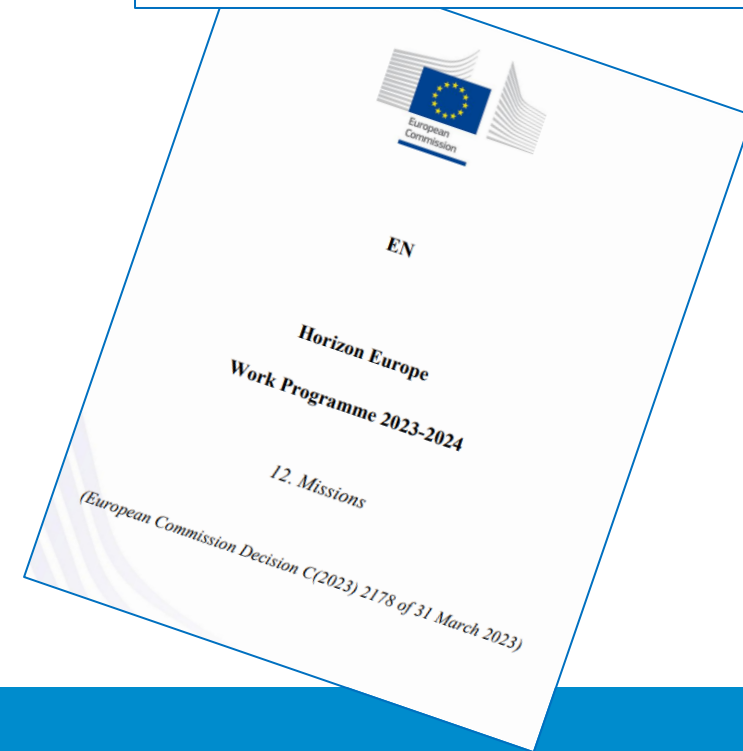 European
Commission
EN
Horizon Europe
Work Programme 2023-2024
12. Missions
(European Commission Decision C(2023) 2178 of 31 March 2023)